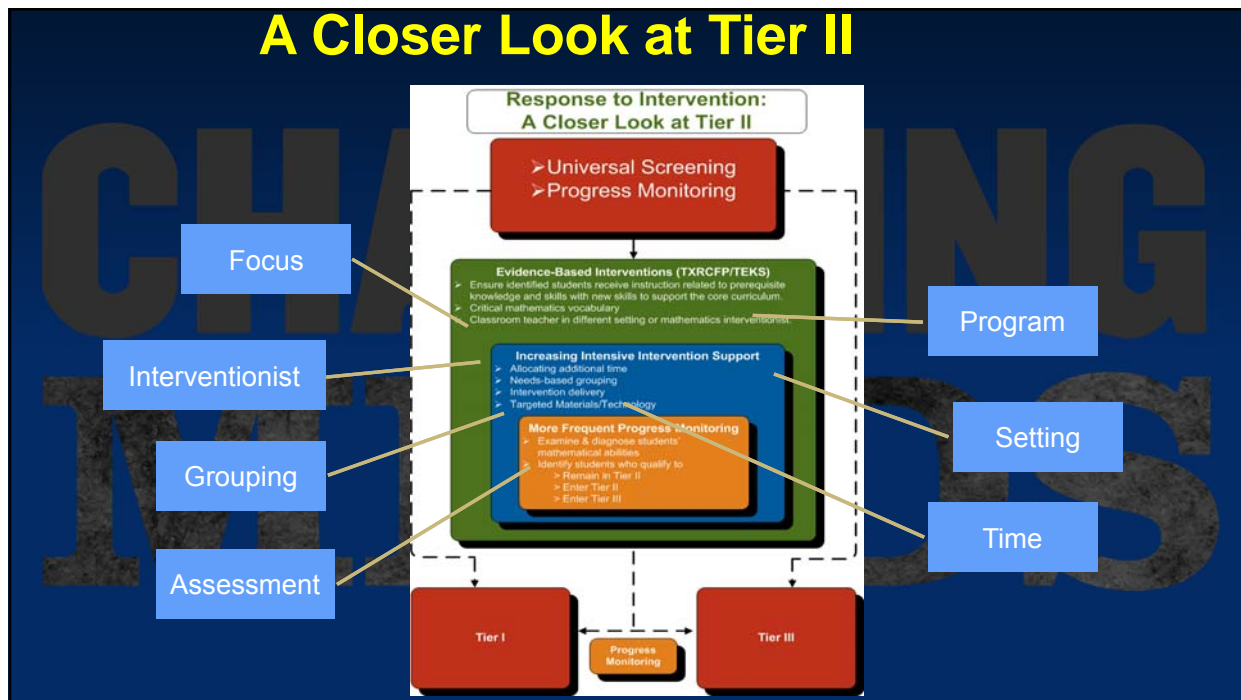 A Closer Look at Tier II
Response to Intervention:
A Closer Look at Tier II
➢Universal Screening
➢Progress Monitoring
Focus
Interventionist
Grouping
Assessment
Evidence-Based Interventions (TXRCFP/TEKS)
➢ Ensure identified students receive instruction related to prerequisite
knowledge and skills with new skills to support the core curriculum.
➢ Critical mathematics vocabulary
Classroom teacher in different setting or mathematics interventionist.
Increasing Intensive Intervention Support
➢ Allocating additional time
➢ Needs-based grouping
➢ Intervention delivery
➢ Targeted Materials/Technology
More Frequent Progress Monitoring
➢ Examine & diagnose students'
mathematical abilities
➢ Identify students who qualify to
> Remain in Tier II
> Enter Tier II
> Enter Tier III
Program
Setting
Time
Tier I
Progress
Monitoring
Tier III